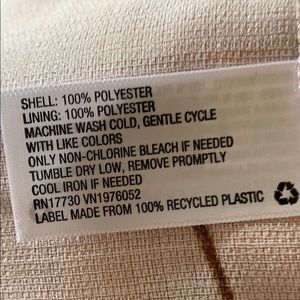 SHELL: 100% POLYESTER
LINING: 100% POLYESTER
MACHINE WASH COLD, GENTLE CYCLE
WITH LIKE COLORS
ONLY NON-CHLORINE BLEACH IF NEEDED
TUMBLE DRY LOW, REMOVE PROMPTLY
COOL IRON IF NEEDED
RN17730 VN1976052
LABEL MADE FROM 100% RECYCLED PLASTIC